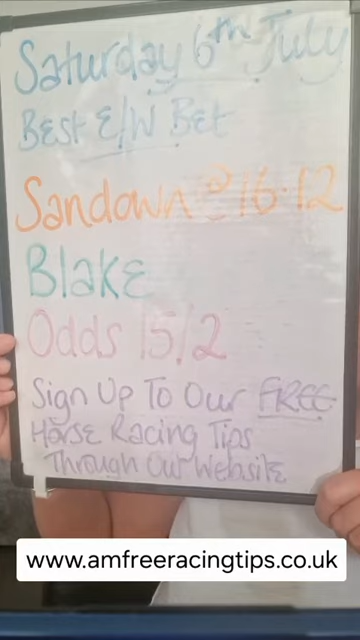 Saturday 6th July
Best E/W Bet
Sandown @ 16.12
Blake
Odds 15/2
Sign Up To Our FREE
Horse Racing Tips
Through Our Website
www.amfreeracingtips.co.uk